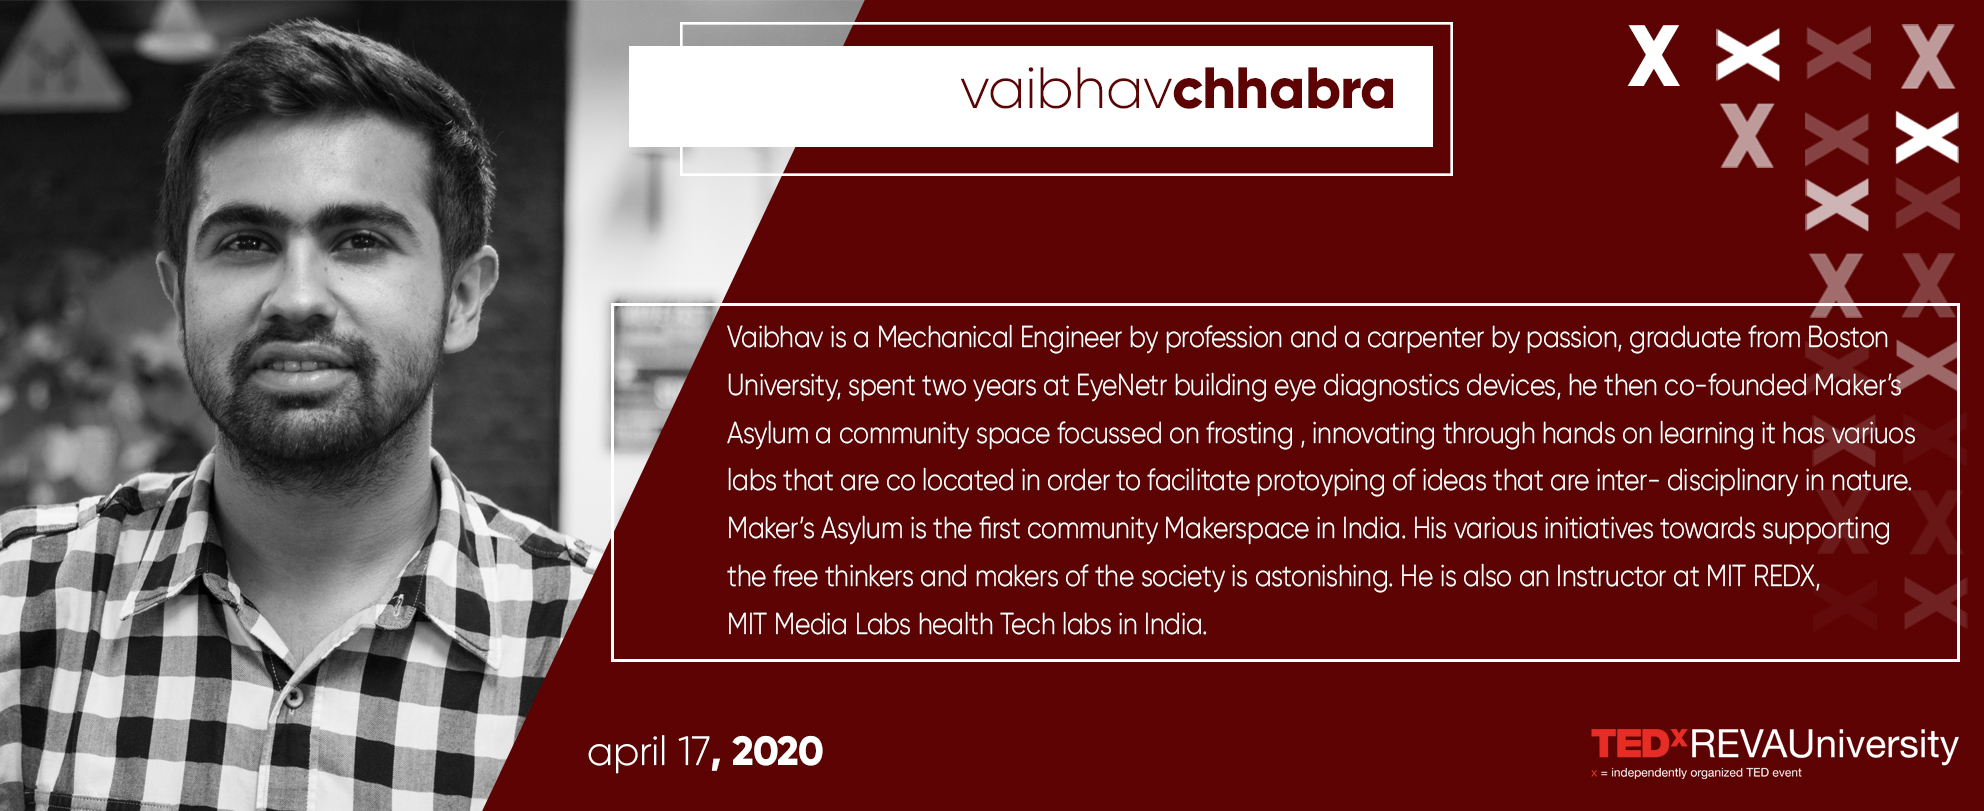 vaibhavchhabra
Vaibhav is a Mechanical Engineer by profession and a carpenter by passion, graduate from Boston
University, spent two years at EyeNetr building eye diagnostics devices, he then co-founded Maker's
Asylum a community space focussed on frosting , innovating through hands on learning it has variuos
labs that are co located in order to facilitate protoyping of ideas that are inter- disciplinary in nature.
Maker's Asylum is the first community Makerspace in India. His various initiatives towards supporting
the free thinkers and makers of the society is astonishing. He is also an Instructor at MIT REDX,
MIT Media Labs health Tech labs in India.
april 17, 2020
TEDxREVAUniversity
x = independently organized TED event